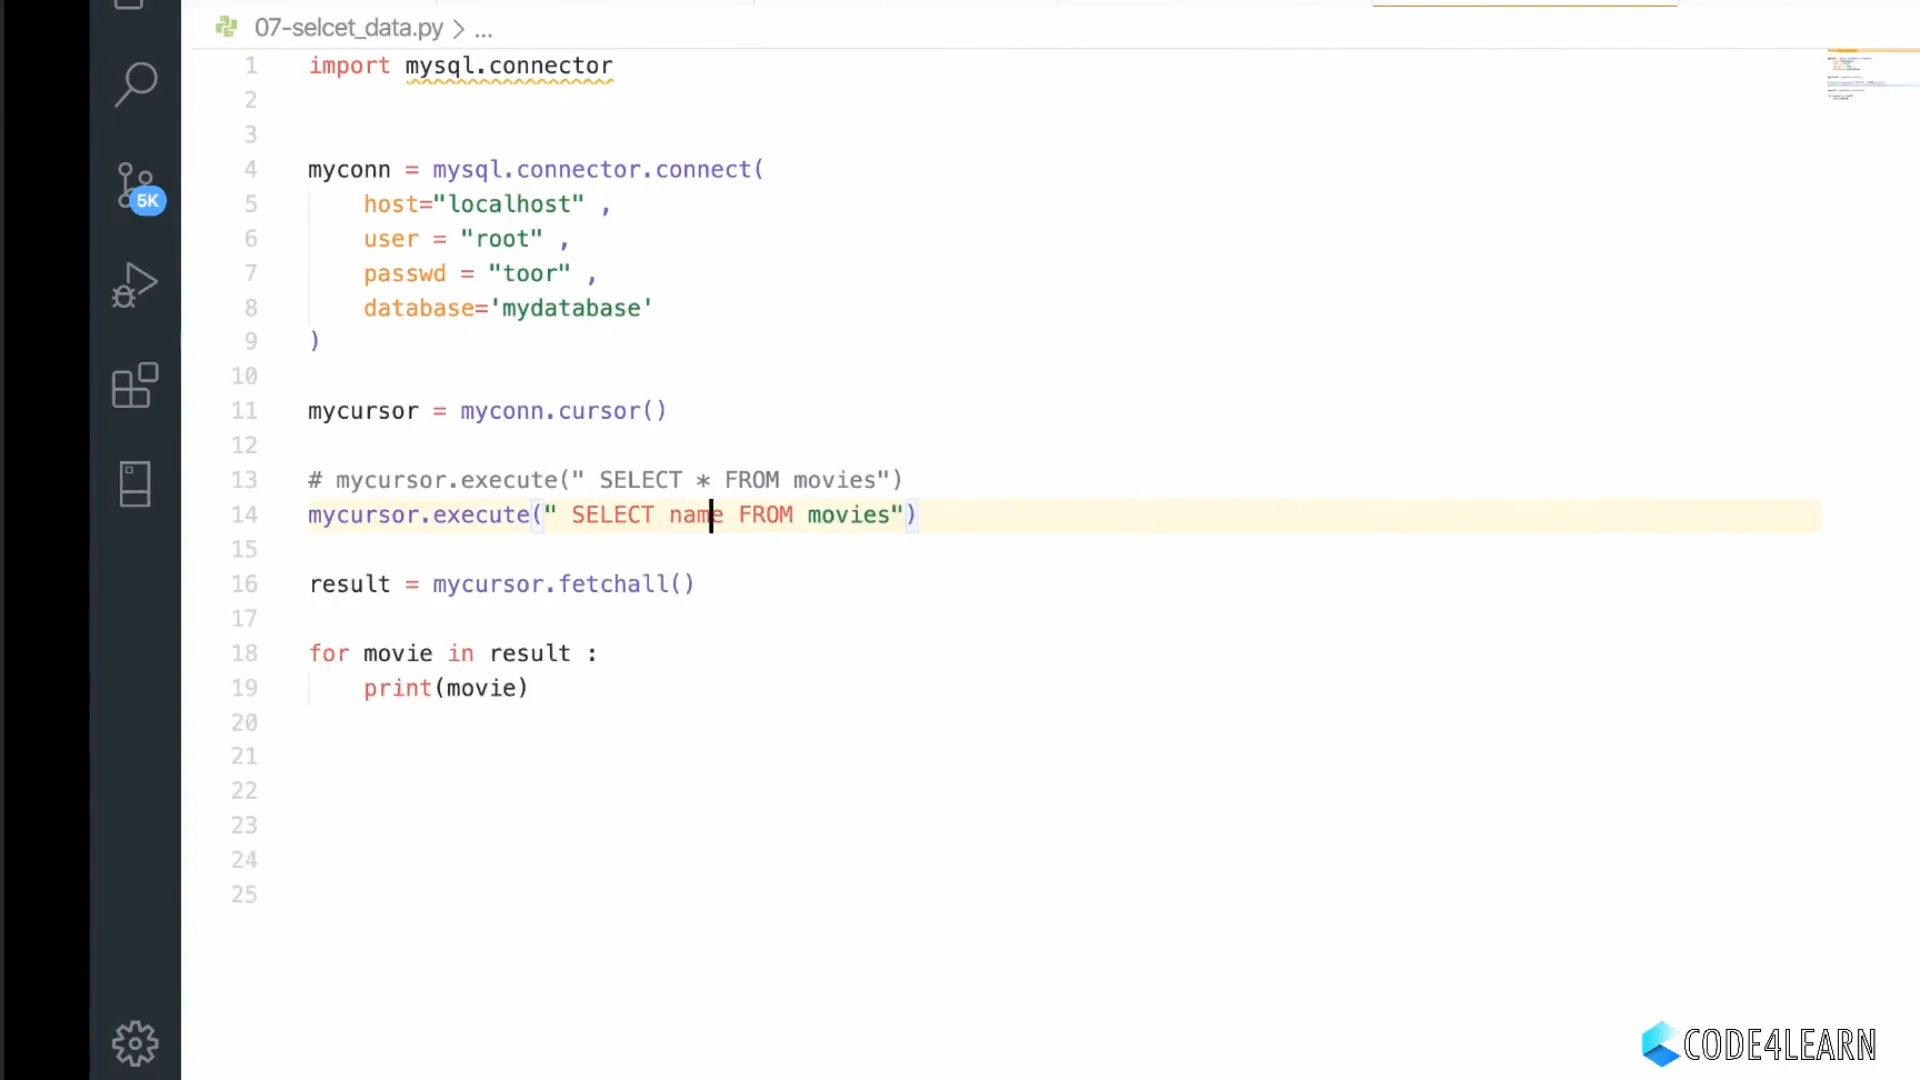 07-selcet_data.py > ...
1 import mysql.connector
2
3
4 myconn = mysql.connector.connect(
5 host="localhost" ,
6 user = "root" ,
7 passwd = "toor" ,
8 database='mydatabase'
9 )
10
11 mycursor = myconn.cursor()
12
13 # mycursor.execute(" SELECT * FROM movies")
14 mycursor.execute(" SELECT name FROM movies")
15
16 result = mycursor.fetchall()
17
18 for movie in result :
19 print(movie)
20
21
22
23
24
25
5K
CODE4LEARN